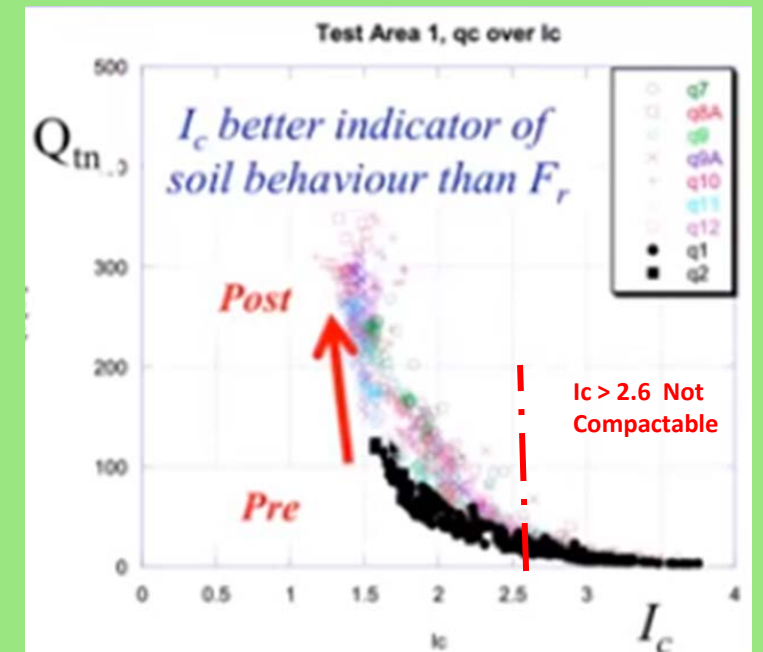 Test Area 1, qc over Ic
500
Qtn
Ic better indicator of
soil behaviour than Fr
q7
q8A
q9
q9A
q10
q11
q12
q1
q2
300
Post
200
Ic > 2.6 Not
Compactable
100
Pre
0
0 0.5 1 1.5 2 2.5 3 4
Ic
Ic